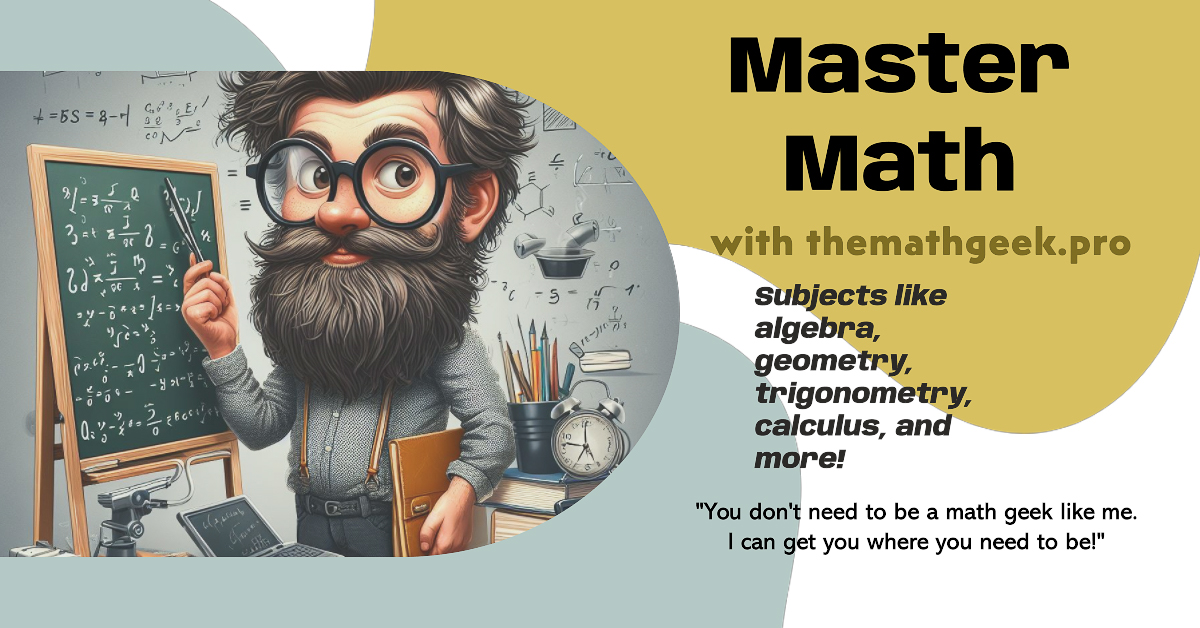 Master
Math
with themathgeek.pro
Subjects like
algebra,
geometry,
trigonometry,
calculus, and
more!
"You don't need to be a math geek like me.
I can get you where you need to be!"